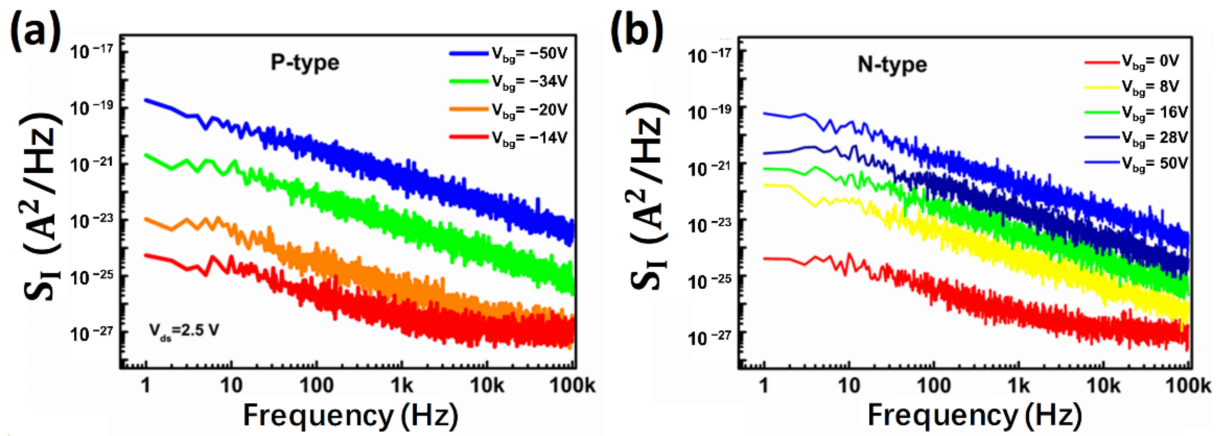 (a)
P-type
V_bg= −50V
V_bg= −34V
V_bg= −20V
V_bg= −14V
10^−17
10^−19
10^−21
10^−23
10^−25
10^−27
S_I (A^2/Hz)
V_ds=2.5 V
1 10 100 1k 10k 100k
Frequency (Hz)
(b)
N-type
V_bg= 0V
V_bg= 8V
V_bg= 16V
V_bg= 28V
V_bg= 50V
10^−17
10^−19
10^−21
10^−23
10^−25
10^−27
S_I (A^2/Hz)
1 10 100 1k 10k 100k
Frequency (Hz)